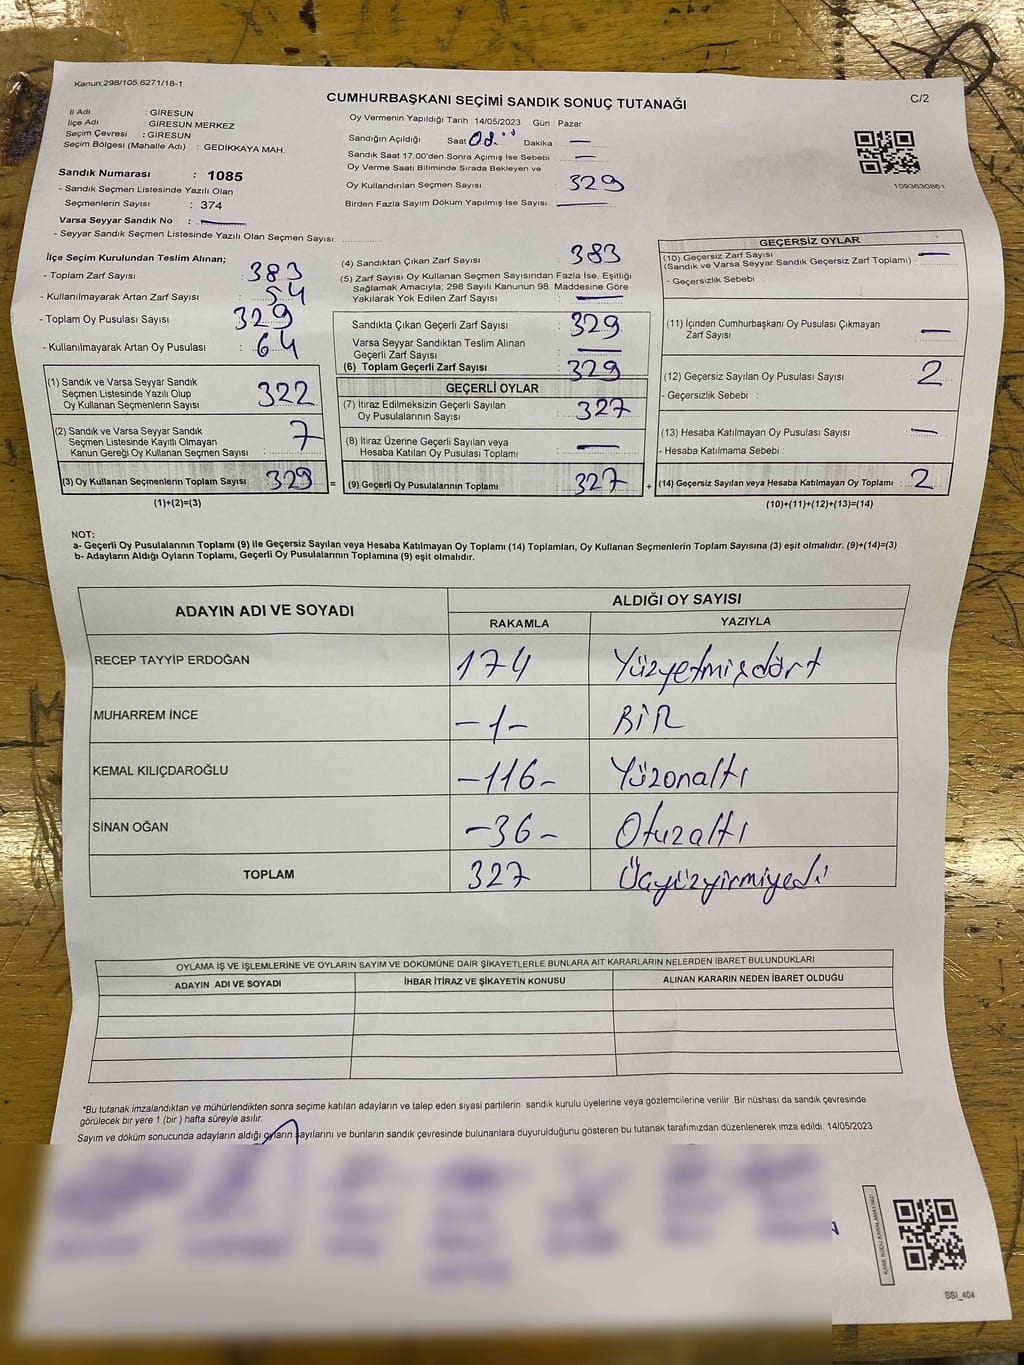 Kanun:298/105,6271/18-1
CUMHURBAŞKANI SEÇİMİ SANDIK SONUÇ TUTANAĞI
C/2
İl Adı : GİRESUN
İlçe Adı : GİRESUN MERKEZ
Seçim Çevresi : GİRESUN
Seçim Bölgesi (Mahalle Adı) : GEDİKKAYA MAH.
Sandık Numarası : 1085
- Sandık Seçmen Listesinde Yazılı Olan
Seçmenlerin Sayısı : 374
Varsa Seyyar Sandık No :
- Seyyar Sandık Seçmen Listesinde Yazılı Olan Seçmen Sayısı:
Oy Vermenin Yapıldığı Tarih : 14/05/2023 Gün : Pazar
Sandığın Açıldığı Saat 08.00 Dakika : —
Sandık Saat 17:00'den Sonra Açılmış İse Sebebi : —
Oy Verme Saati Bitiminde Sırada Bekleyen ve
Oy Kullandırılan Seçmen Sayısı : 329
Birden Fazla Sayım Döküm Yapılmış İse Sayısı :
1093630861
İlçe Seçim Kurulundan Teslim Alınan;
- Toplam Zarf Sayısı : 383
- Kullanılmayarak Artan Zarf Sayısı : 54
- Toplam Oy Pusulası Sayısı : 329
- Kullanılmayarak Artan Oy Pusulası : 64
(1) Sandık ve Varsa Seyyar Sandık
Seçmen Listesinde Yazılı Olup
Oy Kullanan Seçmenlerin Sayısı : 322
(2) Sandık ve Varsa Seyyar Sandık
Seçmen Listesinde Kayıtlı Olmayan
Kanun Gereği Oy Kullanan Seçmen Sayısı : 7
(3) Oy Kullanan Seçmenlerin Toplam Sayısı : 329
(1)+(2)=(3)
(4) Sandıktan Çıkan Zarf Sayısı : 383
(5) Zarf Sayısı Oy Kullanan Seçmen Sayısından Fazla İse, Eşitliği
Sağlamak Amacıyla; 298 Sayılı Kanunun 98. Maddesine Göre
Yakılarak Yok Edilen Zarf Sayısı : —
Sandıkta Çıkan Geçerli Zarf Sayısı : 329
Varsa Seyyar Sandıktan Teslim Alınan
Geçerli Zarf Sayısı : —
(6) Toplam Geçerli Zarf Sayısı : 329
GEÇERLİ OYLAR
(7) İtiraz Edilmeksizin Geçerli Sayılan
Oy Pusulalarının Sayısı : 327
(8) İtiraz Üzerine Geçerli Sayılan veya
Hesaba Katılan Oy Pusulası Toplamı : —
= (9) Geçerli Oy Pusulalarının Toplamı : 327
GEÇERSİZ OYLAR
(10) Geçersiz Zarf Sayısı
(Sandık ve Varsa Seyyar Sandık Geçersiz Zarf Toplamı) : —
- Geçersizlik Sebebi :
(11) İçinden Cumhurbaşkanı Oy Pusulası Çıkmayan
Zarf Sayısı : —
(12) Geçersiz Sayılan Oy Pusulası Sayısı : 2
- Geçersizlik Sebebi :
(13) Hesaba Katılmayan Oy Pusulası Sayısı : —
- Hesaba Katılmama Sebebi :
+ (14) Geçersiz Sayılan veya Hesaba Katılmayan Oy Toplamı : 2
(10)+(11)+(12)+(13)=(14)
NOT:
a- Geçerli Oy Pusulalarının Toplamı (9) ile Geçersiz Sayılan veya Hesaba Katılmayan Oy Toplamı (14) Toplamları, Oy Kullanan Seçmenlerin Toplam Sayısına (3) eşit olmalıdır. (9)+(14)=(3)
b- Adayların Aldığı Oyların Toplamı, Geçerli Oy Pusulalarının Toplamına (9) eşit olmalıdır.
ADAYIN ADI VE SOYADI ALDIĞI OY SAYISI
RAKAMLA YAZIYLA
RECEP TAYYİP ERDOĞAN 174 Yüzyetmişdört
MUHARREM İNCE -1- BİR
KEMAL KILIÇDAROĞLU -116- Yüzonaltı
SİNAN OĞAN -36- Otuzaltı
TOPLAM 327 Üçyüzyirmiyedi
OYLAMA İŞ VE İŞLEMLERİNE VE OYLARIN SAYIM VE DÖKÜMÜNE DAİR ŞİKAYETLERLE BUNLARA AİT KARARLARIN NELERDEN İBARET BULUNDUKLARI
ADAYIN ADI VE SOYADI İHBAR İTİRAZ VE ŞİKAYETİN KONUSU ALINAN KARARIN NEDEN İBARET OLDUĞU
*Bu tutanak imzalandıktan ve mühürlendikten sonra seçime katılan adayların ve talep eden siyasi partilerin sandık kurulu üyelerine veya gözlemcilerine verilir. Bir nüshası da sandık çevresinde
görülecek bir yere 1 (bir) hafta süreyle asılır.
Sayım ve döküm sonucunda adayların aldığı oyların sayılarını ve bunların sandık çevresinde bulunanlara duyurulduğunu gösteren bu tutanak tarafımızdan düzenlenerek imza edildi. 14/05/2023
KARE KODU KARALAMAYINIZ!
SSI_404